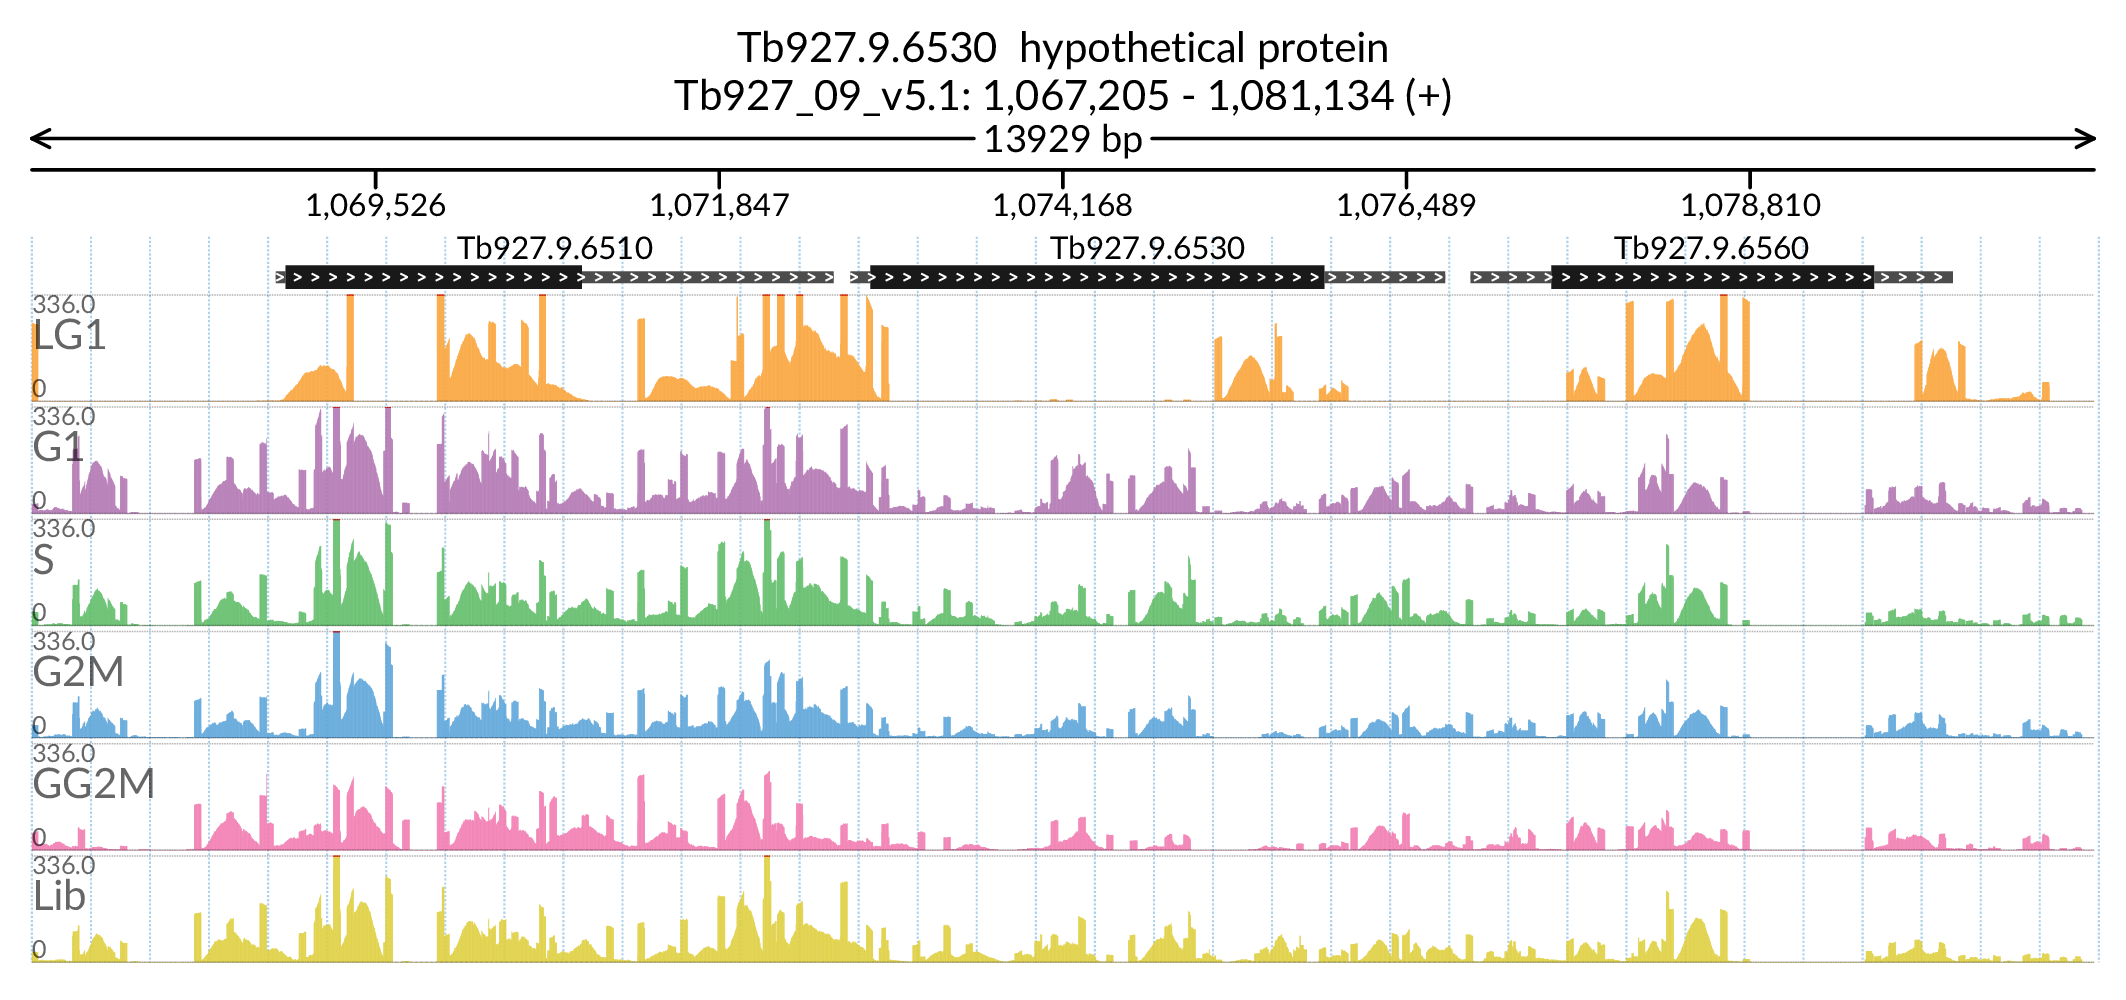 Tb927.9.6530  hypothetical protein
Tb927_09_v5.1: 1,067,205 - 1,081,134 (+)
13929 bp
1,069,526 1,071,847 1,074,168 1,076,489 1,078,810
Tb927.9.6510 Tb927.9.6530 Tb927.9.6560
336.0
LG1
0
336.0
G1
0
336.0
S
0
336.0
G2M
0
336.0
GG2M
0
336.0
Lib
0